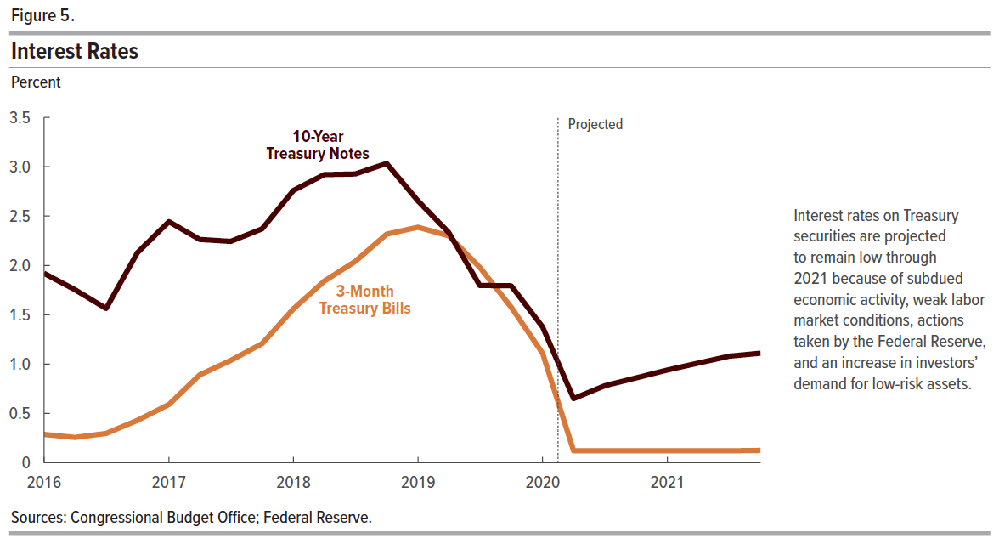 Figure 5.
Interest Rates
Percent
3.5
3.0
2.5
2.0
1.5
1.0
0.5
0
10-Year
Treasury Notes
3-Month
Treasury Bills
Projected
2016
2017
2018
2019
2020
2021
Interest rates on Treasury
securities are projected
to remain low through
2021 because of subdued
economic activity, weak labor
market conditions, actions
taken by the Federal Reserve,
and an increase in investors’
demand for low-risk assets.
Sources: Congressional Budget Office; Federal Reserve.